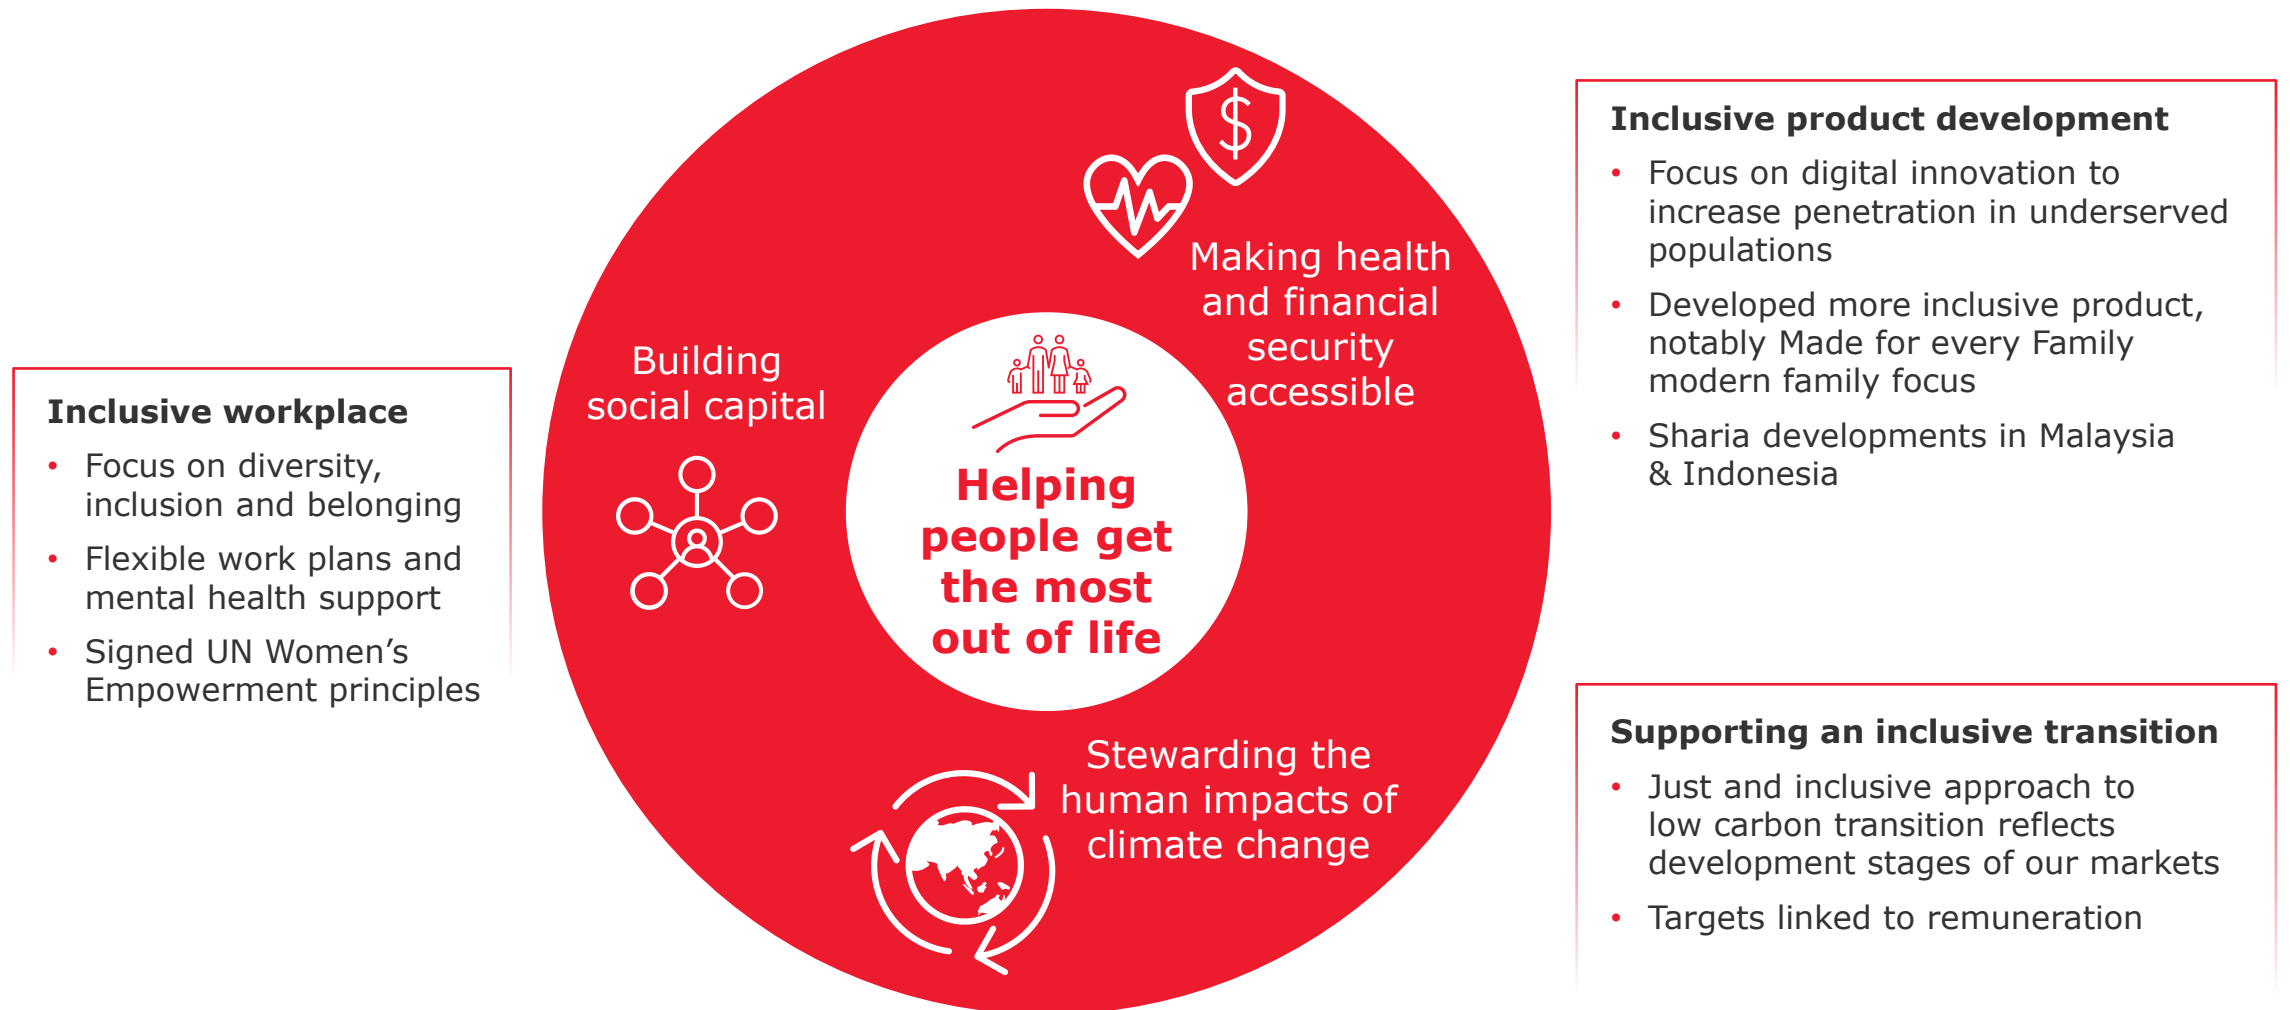 Inclusive workplace
• Focus on diversity,
inclusion and belonging
• Flexible work plans and
mental health support
• Signed UN Women’s
Empowerment principles
Building
social capital
Making health
and financial
security
accessible
Helping
people get
the most
out of life
Stewarding the
human impacts of
climate change
Inclusive product development
• Focus on digital innovation to
increase penetration in underserved
populations
• Developed more inclusive product,
notably Made for every Family
modern family focus
• Sharia developments in Malaysia
& Indonesia
Supporting an inclusive transition
• Just and inclusive approach to
low carbon transition reflects
development stages of our markets
• Targets linked to remuneration